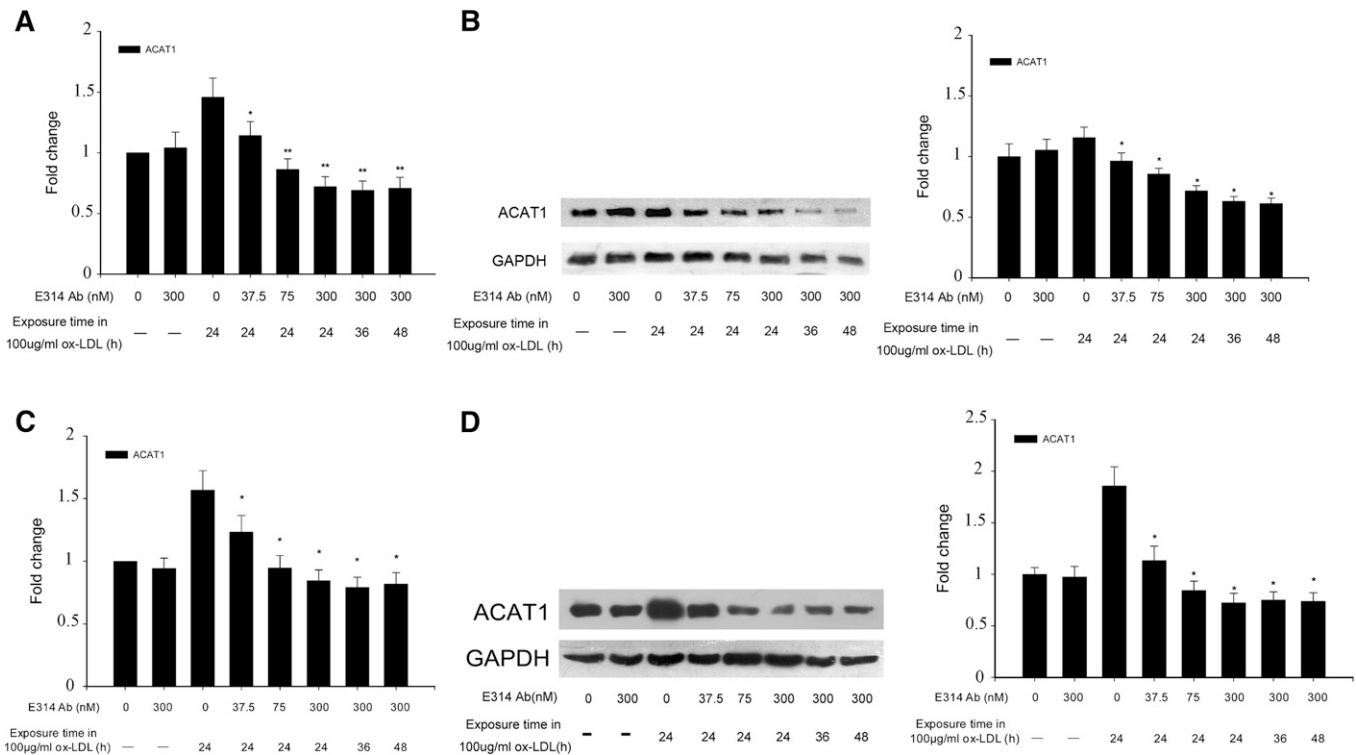 A
2
ACAT1
1.5
1
0.5
0
Fold change
*
**
**
**
**
E314 Ab (nM) 0 300 0 37.5 75 300 300 300
Exposure time in
100ug/ml ox-LDL (h) — — 24 24 24 24 36 48
B
ACAT1
GAPDH
E314 Ab (nM) 0 300 0 37.5 75 300 300 300
Exposure time in
100ug/ml ox-LDL (h) — — 24 24 24 24 36 48
2
ACAT1
1.5
1
0.5
0
Fold change
*
*
*
*
*
E314 Ab (nM) 0 300 0 37.5 75 300 300 300
Exposure time in
100ug/ml ox-LDL (h) — — 24 24 24 24 36 48
C
2
ACAT1
1.5
1
0.5
0
Fold change
*
*
*
*
*
E314 Ab (nM) 0 300 0 37.5 75 300 300 300
Exposure time in
100μg/ml ox-LDL (h) — — 24 24 24 24 36 48
D
ACAT1
GAPDH
E314 Ab(nM) 0 300 0 37.5 75 300 300 300
Exposure time in
100ug/ml ox-LDL(h) - - 24 24 24 24 36 48
2.5
ACAT1
2
1.5
1
0.5
0
Fold change
*
*
*
*
*
E314 Ab (nM) 0 300 0 37.5 75 300 300 300
Exposure time in
100μg/ml ox-LDL (h) — — 24 24 24 24 36 48